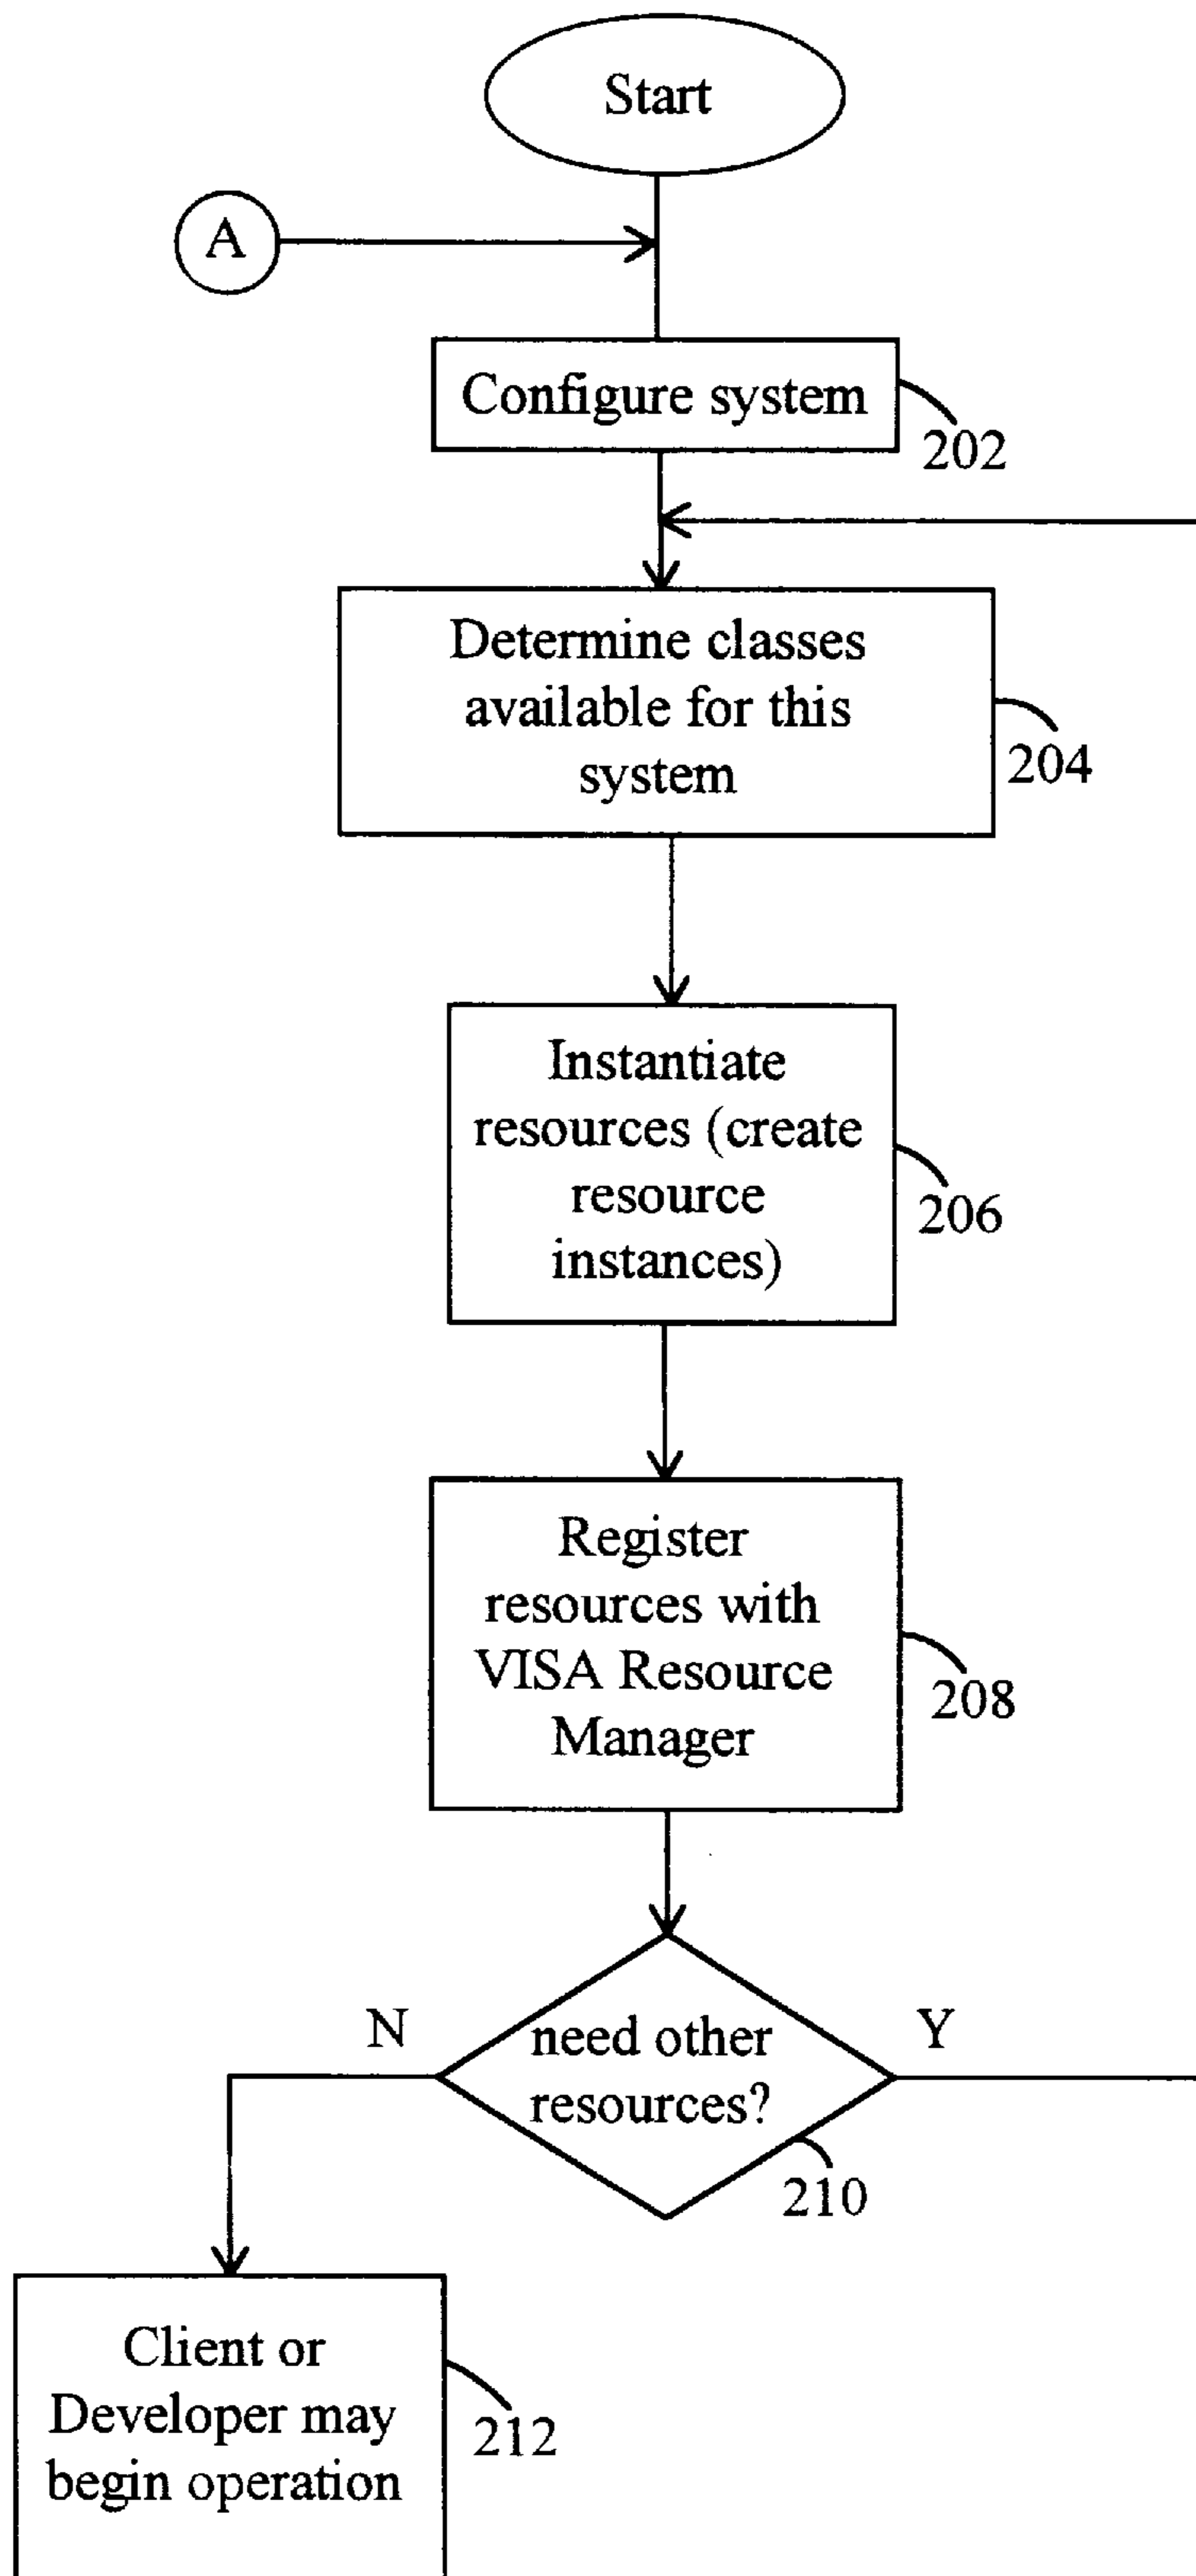 Start
A
Configure system
202
Determine classes
available for this
system
204
Instantiate
resources (create
resource
instances)
206
Register
resources with
VISA Resource
Manager
208
N
need other
resources?
Y
210
Client or
Developer may
begin operation
212